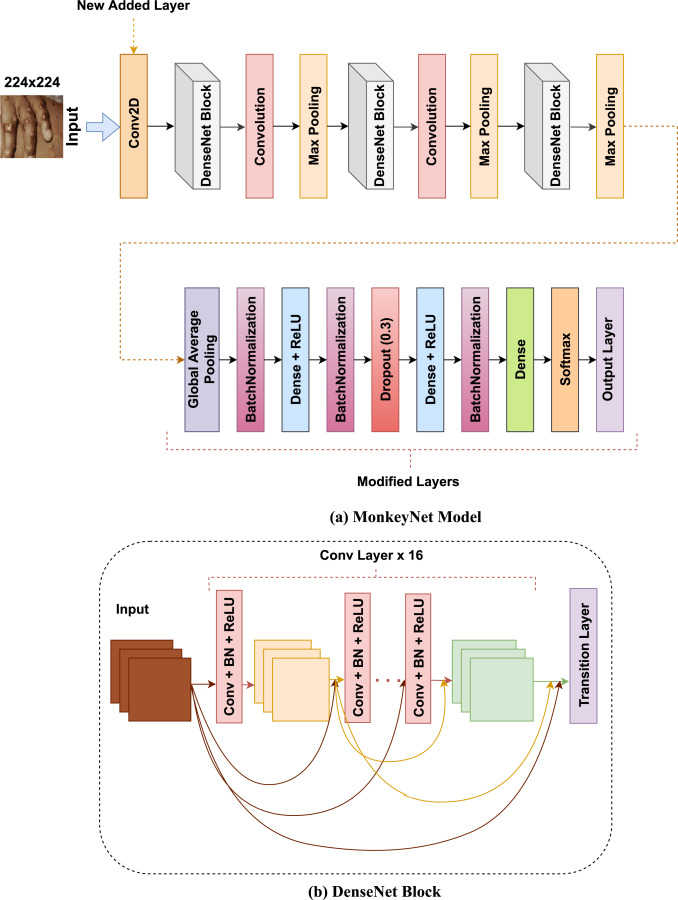 New Added Layer
224x224
Input
Conv2D
DenseNet Block
Convolution
Max Pooling
DenseNet Block
Convolution
Max Pooling
DenseNet Block
Max Pooling
Global Average
Pooling
BatchNormalization
Dense + ReLU
BatchNormalization
Dropout (0.3)
Dense + ReLU
BatchNormalization
Dense
Softmax
Output Layer
Modified Layers
(a) MonkeyNet Model
Conv Layer x 16
Input
Conv + BN + ReLU
Conv + BN + ReLU
...
Conv + BN + ReLU
Transition Layer
(b) DenseNet Block